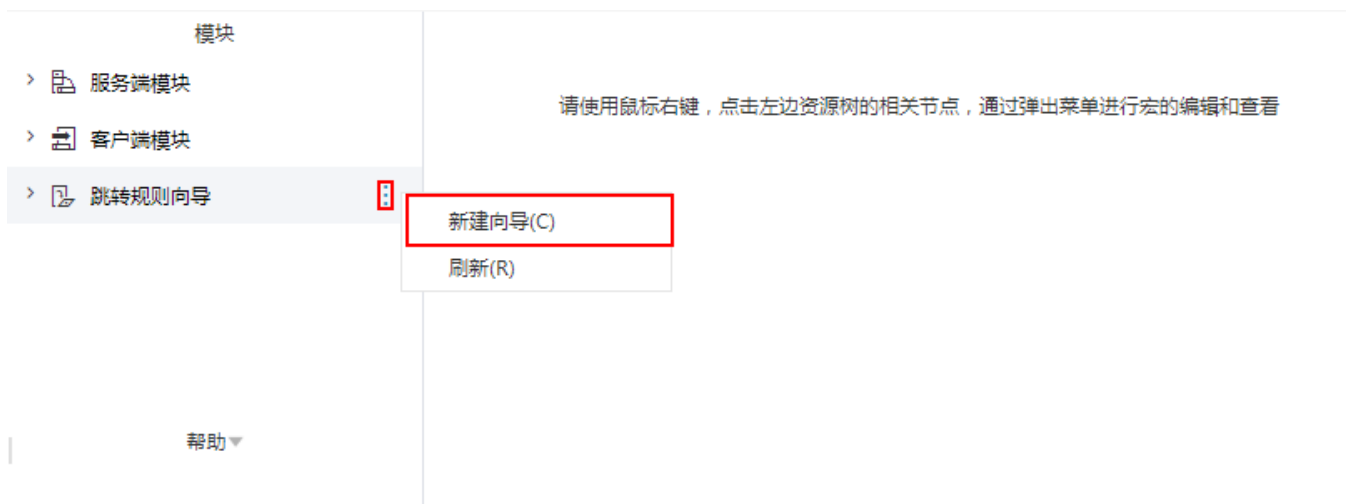 模块
服务端模块
客户端模块
跳转规则向导
帮助
请使用鼠标右键，点击左边资源树的相关节点，通过弹出菜单进行宏的编辑和查看
新建向导(C)
刷新(R)